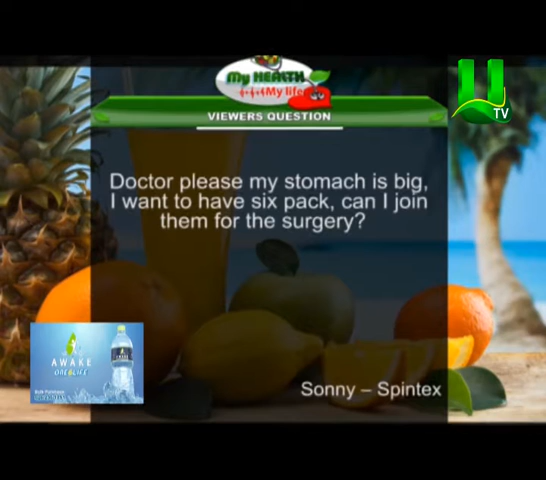 My HEALTH
My life
VIEWERS QUESTION
TV
Doctor please my stomach is big,
I want to have six pack, can I join
them for the surgery?
AWAKE
ONE4LIFE
Sonny – Spintex